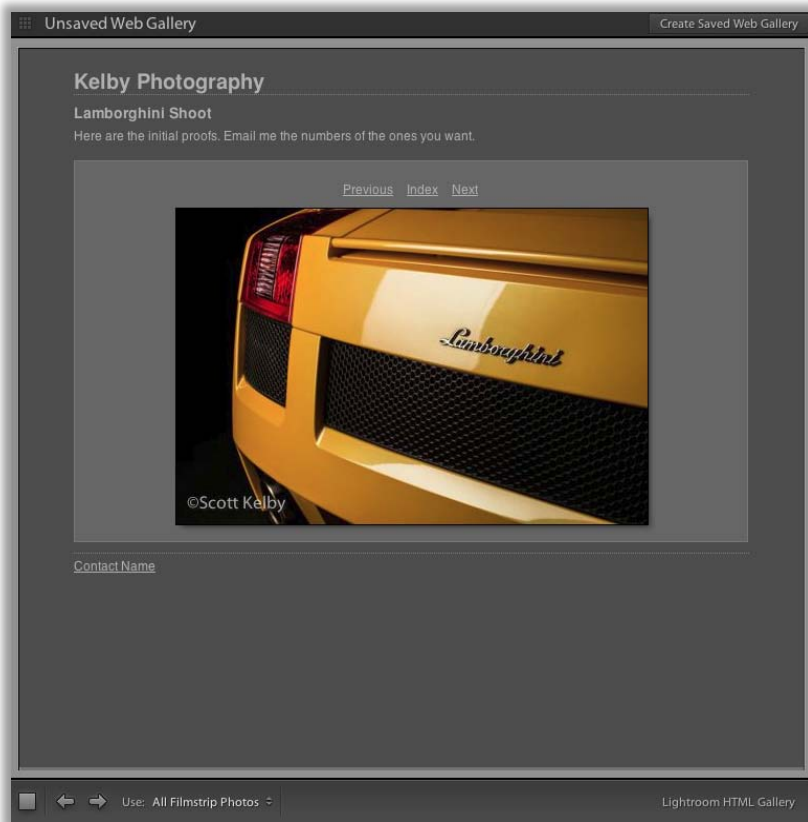 Unsaved Web Gallery
Create Saved Web Gallery
Kelby Photography
Lamborghini Shoot
Here are the initial proofs. Email me the numbers of the ones you want.
Previous Index Next
Lamborghini
©Scott Kelby
Contact Name
Use: All Filmstrip Photos
Lightroom HTML Gallery